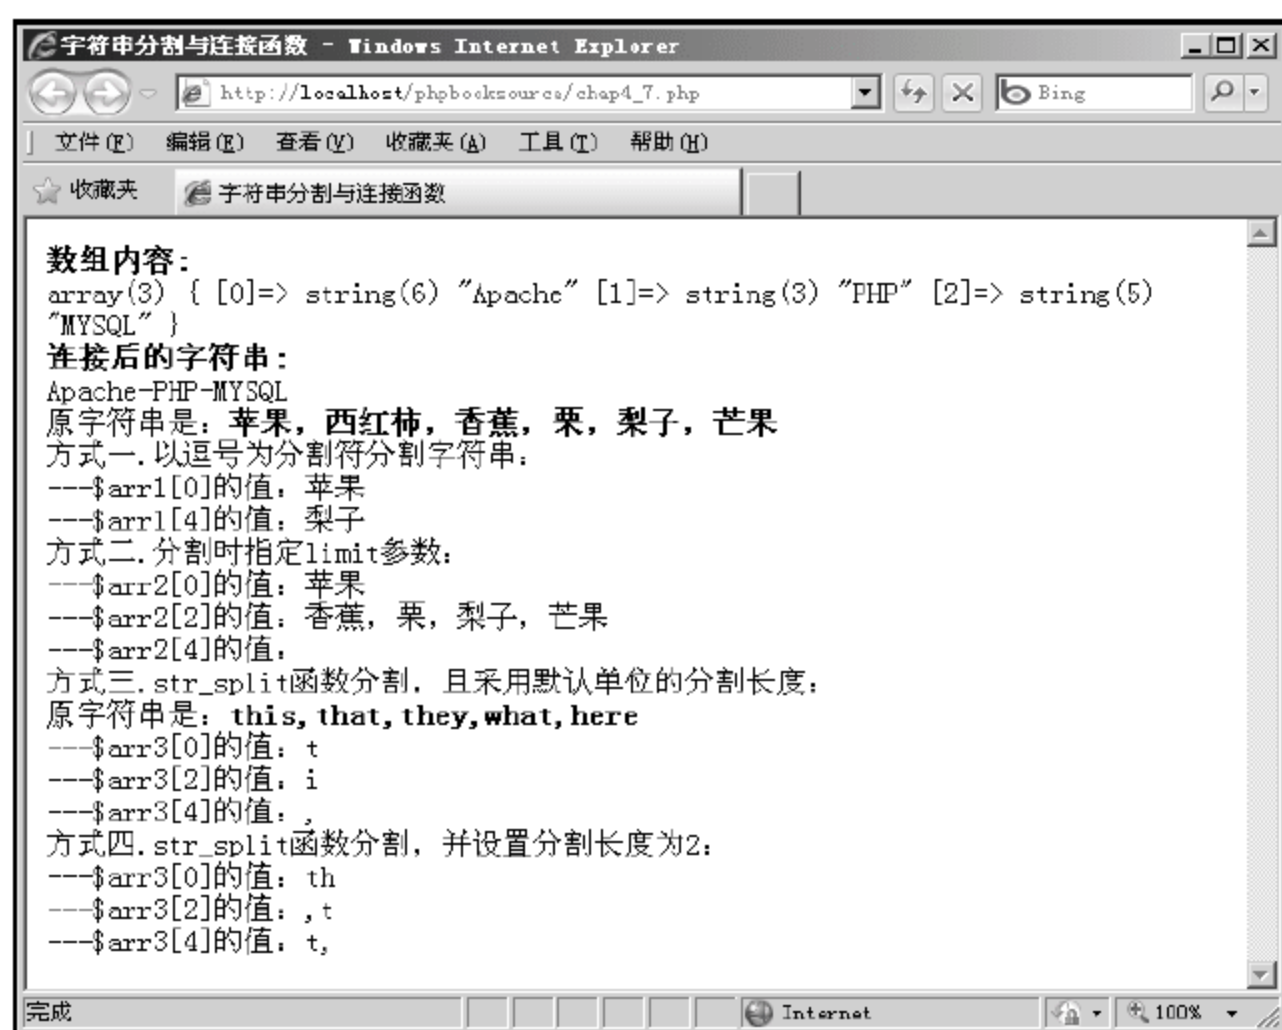 字符串分割与连接函数 - Windows Internet Explorer
http://localhost/phpbooksource/chap4_7.php
Bing
文件(F) 编辑(E) 查看(V) 收藏夹(A) 工具(T) 帮助(H)
收藏夹 字符串分割与连接函数
数组内容:
array(3) { [0]=> string(6) "Apache" [1]=> string(3) "PHP" [2]=> string(5)
"MYSQL" }
连接后的字符串:
Apache-PHP-MYSQL
原字符串是：苹果，西红柿，香蕉，栗，梨子，芒果
方式一.以逗号为分割符分割字符串：
---$arr1[0]的值：苹果
---$arr1[4]的值：梨子
方式二.分割时指定limit参数：
---$arr2[0]的值：苹果
---$arr2[2]的值：香蕉，栗，梨子，芒果
---$arr2[4]的值：
方式三.str_split函数分割，且采用默认单位的分割长度：
原字符串是：this,that,they,what,here
---$arr3[0]的值：t
---$arr3[2]的值：i
---$arr3[4]的值：,
方式四.str_split函数分割，并设置分割长度为2：
---$arr3[0]的值：th
---$arr3[2]的值：,t
---$arr3[4]的值：t,
完成 Internet 100%